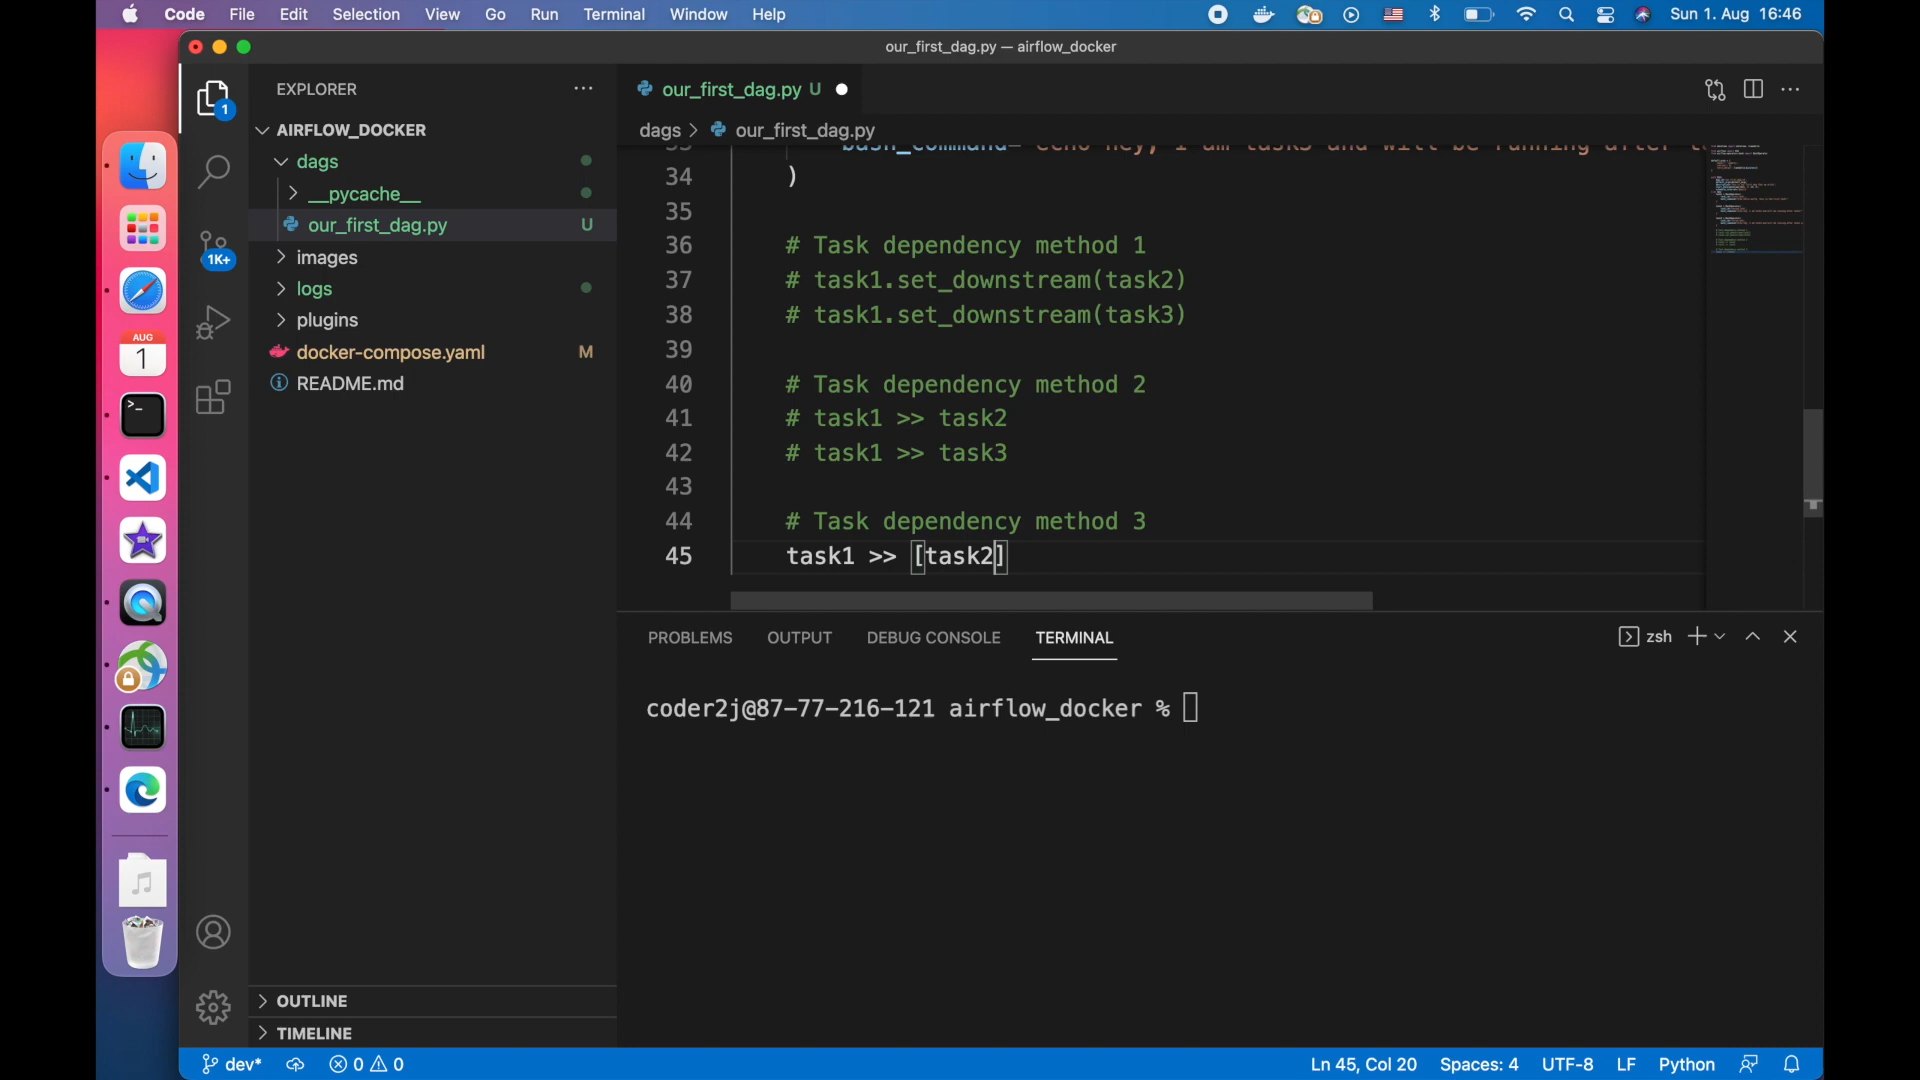 Code File Edit Selection View Go Run Terminal Window Help Sun 1. Aug 16:46
our_first_dag.py — airflow_docker
EXPLORER
our_first_dag.py U
1
AIRFLOW_DOCKER
dags > our_first_dag.py
dags
__pycache__
our_first_dag.py U
images
logs
plugins
docker-compose.yaml M
README.md
1K+
AUG
1
34 )
35
36 # Task dependency method 1
37 # task1.set_downstream(task2)
38 # task1.set_downstream(task3)
39
40 # Task dependency method 2
41 # task1 >> task2
42 # task1 >> task3
43
44 # Task dependency method 3
45 task1 >> [task2]
PROBLEMS OUTPUT DEBUG CONSOLE TERMINAL zsh
coder2j@87-77-216-121 airflow_docker %
OUTLINE
TIMELINE
dev* 0 0 Ln 45, Col 20 Spaces: 4 UTF-8 LF Python